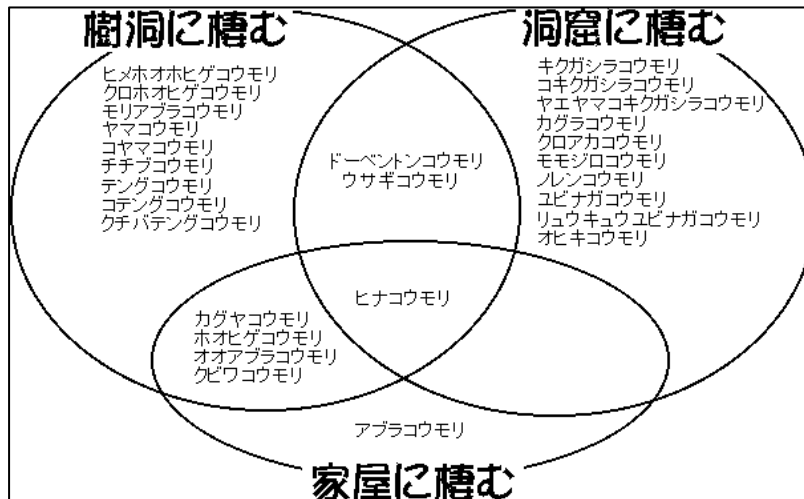 樹洞に棲む
洞窟に棲む
ヒメホオホヒゲコウモリ
クロホオヒゲコウモリ
モリアブラコウモリ
ヤマコウモリ
コヤマコウモリ
チチブコウモリ
テングコウモリ
コテングコウモリ
クチバテングコウモリ
ドーベントンコウモリ
ウサギコウモリ
キクガシラコウモリ
コキクガシラコウモリ
ヤエヤマコキクガシラコウモリ
カグラコウモリ
クロアカコウモリ
モモジロコウモリ
ノレンコウモリ
ユビナガコウモリ
リュウキュウユビナガコウモリ
オヒキコウモリ
ヒナコウモリ
カグヤコウモリ
ホオヒゲコウモリ
オオアブラコウモリ
クビワコウモリ
アブラコウモリ
家屋に棲む